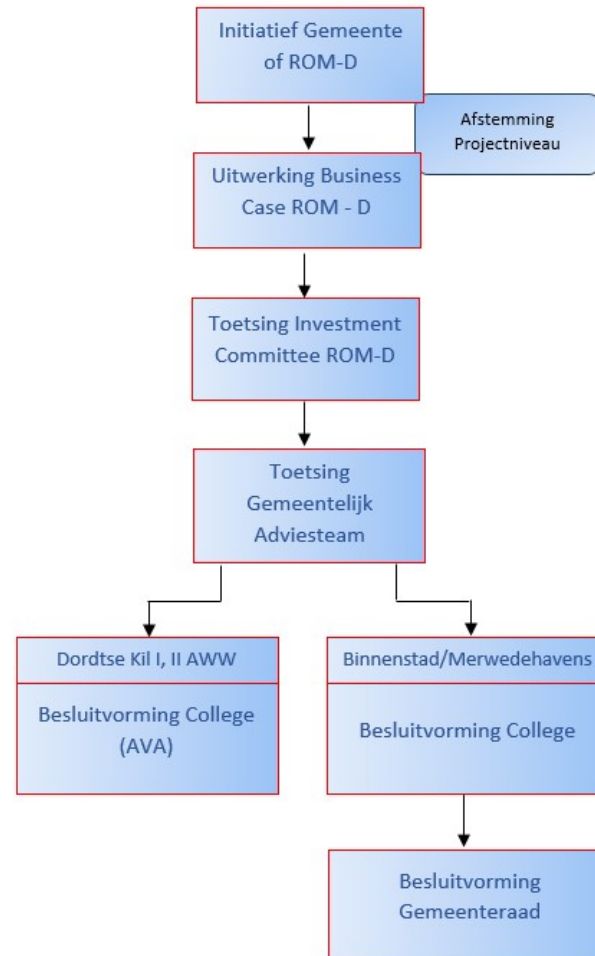 Initiatief Gemeente
of ROM-D
Afstemming
Projectniveau
Uitwerking Business
Case ROM - D
Toetsing Investment
Committee ROM-D
Toetsing
Gemeentelijk
Adviesteam
Dordtse Kil I, II AWW
Besluitvorming College
(AVA)
Binnenstad/Merwedehavens
Besluitvorming College
Besluitvorming
Gemeenteraad